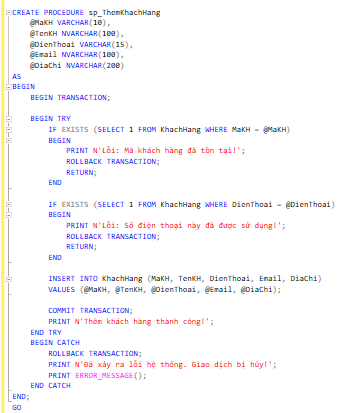 CREATE PROCEDURE sp_ThemKhachHang
@MaKH VARCHAR(10),
@TenKH NVARCHAR(100),
@DienThoai VARCHAR(15),
@Email NVARCHAR(100),
@DiaChi NVARCHAR(200)
AS
BEGIN
BEGIN TRANSACTION;
BEGIN TRY
IF EXISTS (SELECT 1 FROM KhachHang WHERE MaKH = @MaKH)
BEGIN
PRINT N'Lỗi: Mã khách hàng đã tồn tại!';
ROLLBACK TRANSACTION;
RETURN;
END
IF EXISTS (SELECT 1 FROM KhachHang WHERE DienThoai = @DienThoai)
BEGIN
PRINT N'Lỗi: Số điện thoại này đã được sử dụng!';
ROLLBACK TRANSACTION;
RETURN;
END
INSERT INTO KhachHang (MaKH, TenKH, DienThoai, Email, DiaChi)
VALUES (@MaKH, @TenKH, @DienThoai, @Email, @DiaChi);
COMMIT TRANSACTION;
PRINT N'Thêm khách hàng thành công!';
END TRY
BEGIN CATCH
ROLLBACK TRANSACTION;
PRINT N'Đã xảy ra lỗi hệ thống. Giao dịch bị hủy!';
PRINT ERROR_MESSAGE();
END CATCH
END;
GO